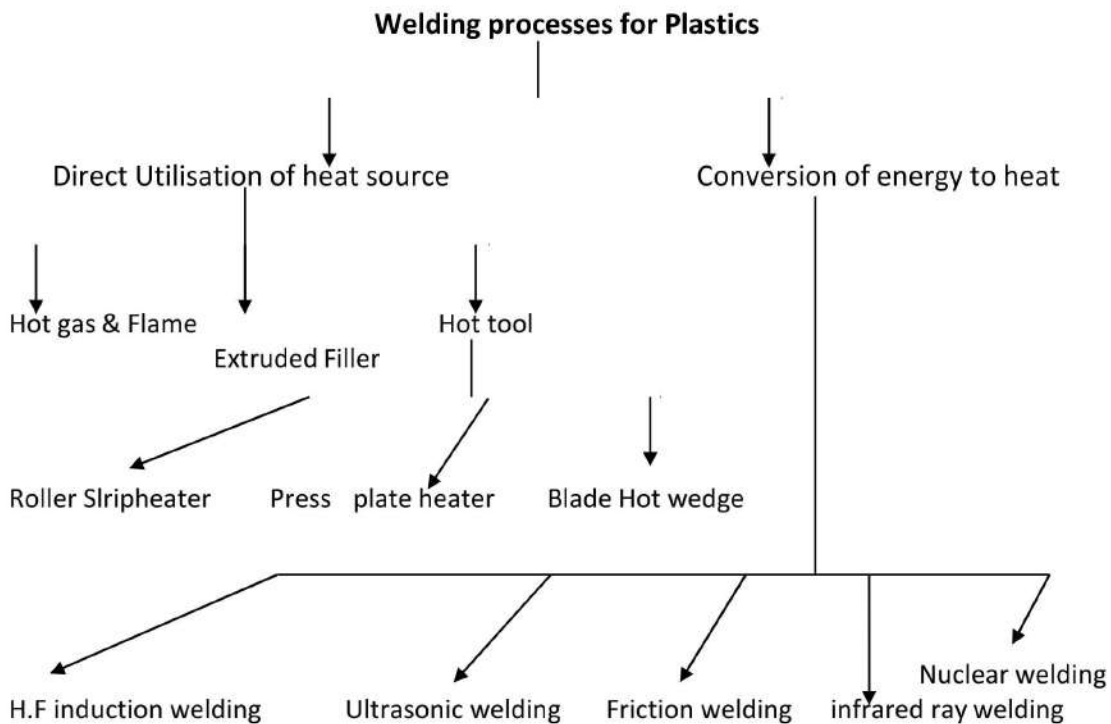 Welding processes for Plastics
Direct Utilisation of heat source
Conversion of energy to heat
Hot gas & Flame
Hot tool
Extruded Filler
Roller Slripheater
Press plate heater
Blade Hot wedge
Nuclear welding
H.F induction welding
Ultrasonic welding
Friction welding
infrared ray welding